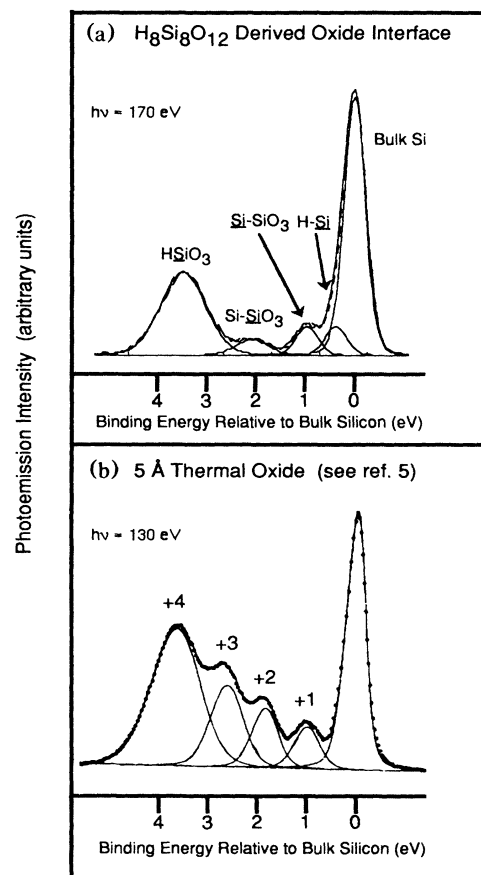 Photoemission Intensity (arbitrary units)
(a) H₈Si₈O₁₂ Derived Oxide Interface
hν = 170 eV
Bulk Si
Si-SiO₃ H-Si
HSiO₃
Si-SiO₃
4 3 2 1 0
Binding Energy Relative to Bulk Silicon (eV)
(b) 5 Å Thermal Oxide (see ref. 5)
hν = 130 eV
+4
+3
+2
+1
4 3 2 1 0
Binding Energy Relative to Bulk Silicon (eV)